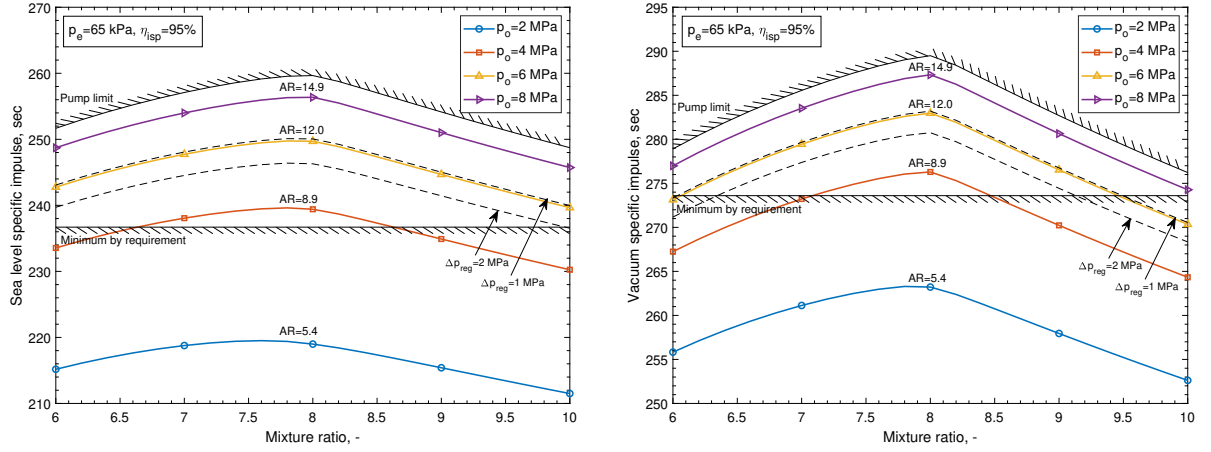 270
260
250
240
230
220
210
Sea level specific impulse, sec
p_e=65 kPa, η_isp=95%
p_o=2 MPa
p_o=4 MPa
p_o=6 MPa
p_o=8 MPa
Pump limit
AR=14.9
AR=12.0
AR=8.9
Minimum by requirement
Δp_reg=2 MPa
Δp_reg=1 MPa
AR=5.4
6 6.5 7 7.5 8 8.5 9 9.5 10
Mixture ratio, -
295
290
285
280
275
270
265
260
255
250
Vacuum specific impulse, sec
p_e=65 kPa, η_isp=95%
p_o=2 MPa
p_o=4 MPa
p_o=6 MPa
p_o=8 MPa
Pump limit
AR=14.9
AR=12.0
AR=8.9
Minimum by requirement
Δp_reg=2 MPa
Δp_reg=1 MPa
AR=5.4
6 6.5 7 7.5 8 8.5 9 9.5 10
Mixture ratio, -